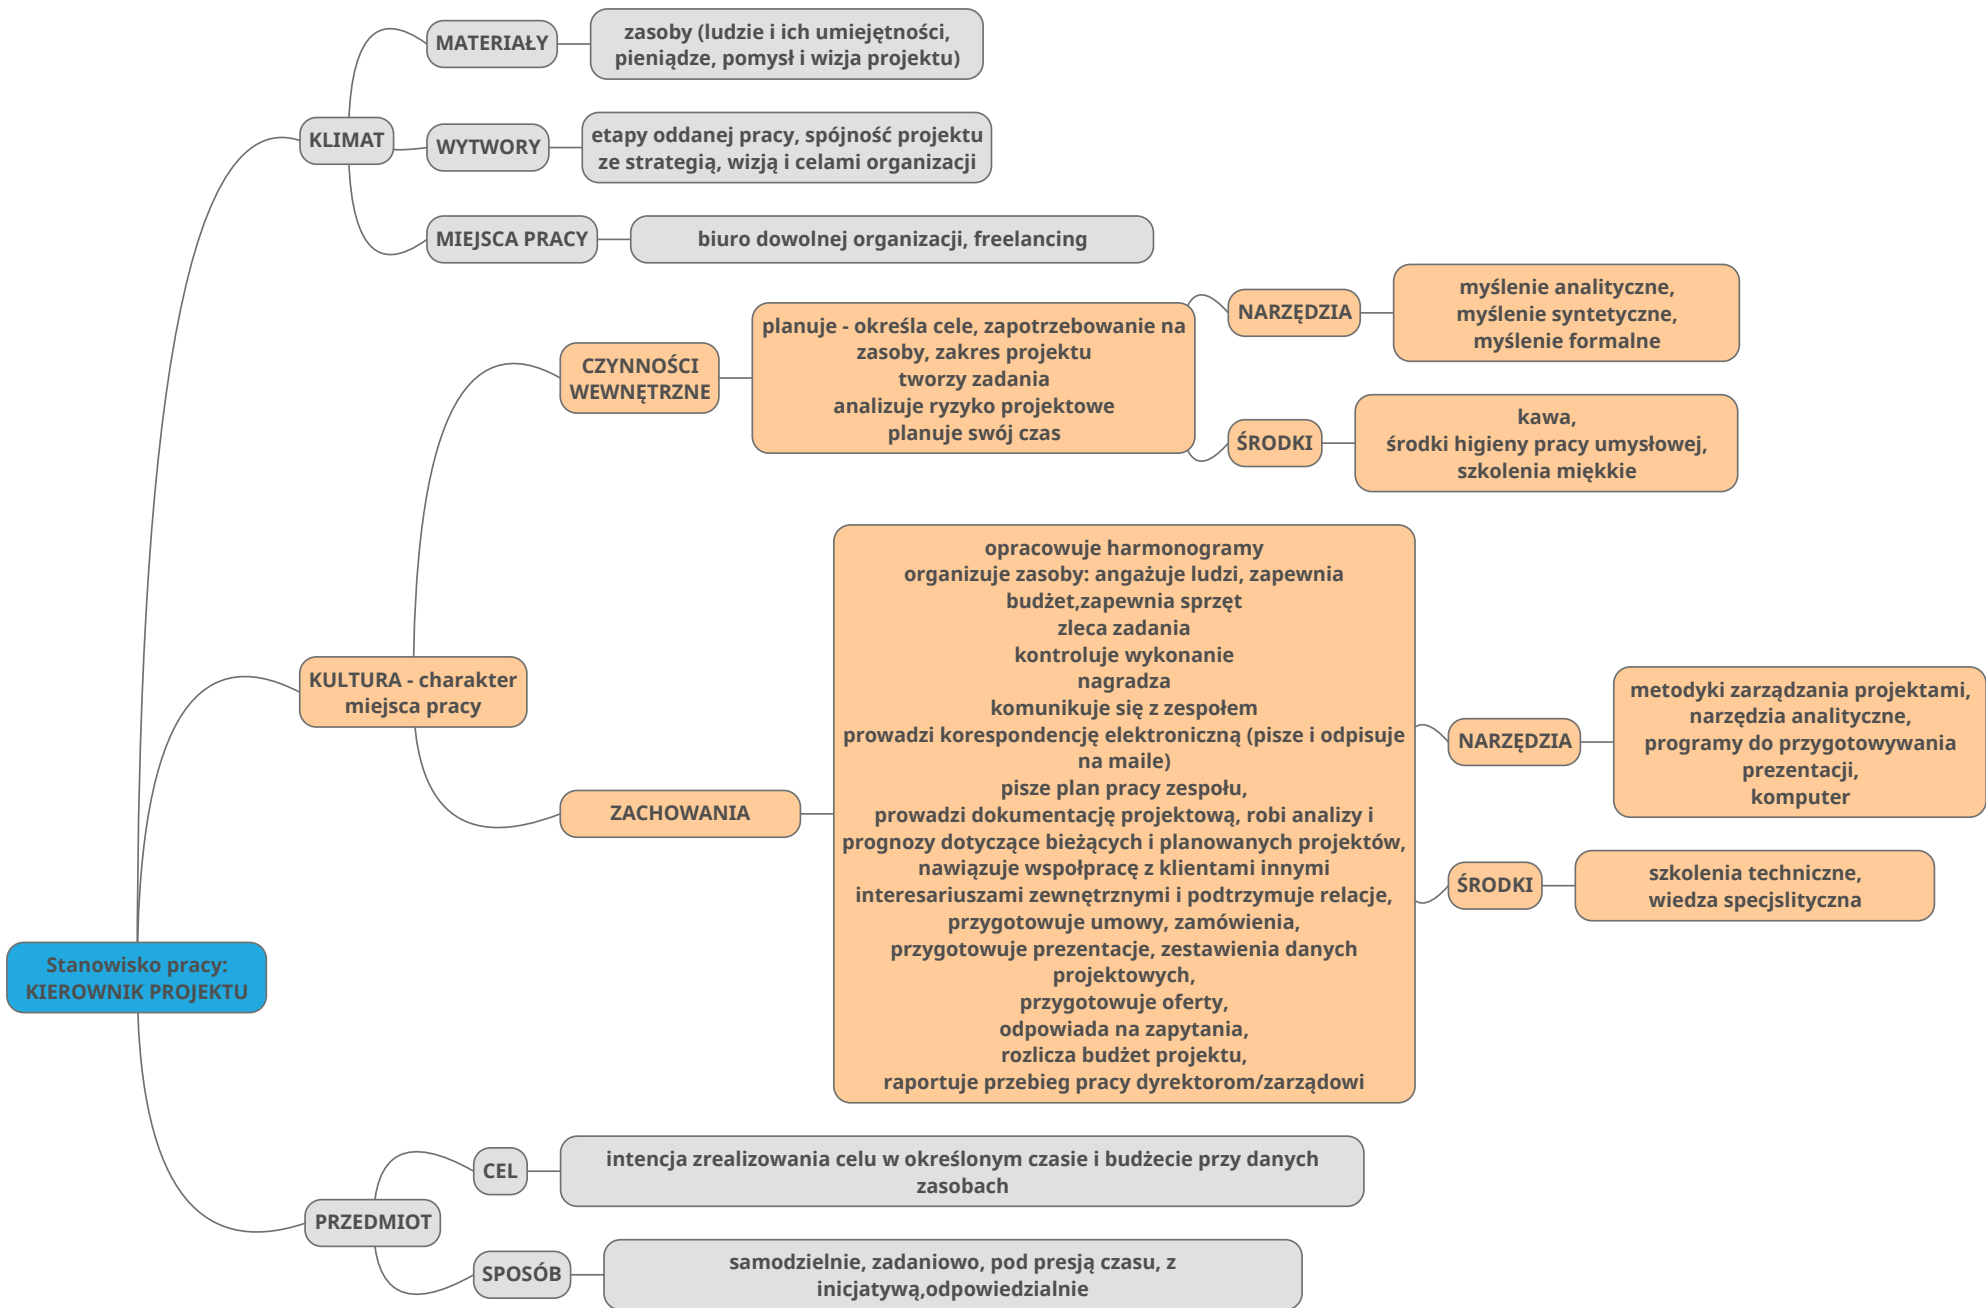 MATERIAŁY
zasoby (ludzie i ich umiejętności,
pieniądze, pomysł i wizja projektu)
KLIMAT
WYTWORY
etapy oddanej pracy, spójność projektu
ze strategią, wizją i celami organizacji
MIEJSCA PRACY
biuro dowolnej organizacji, freelancing
KULTURA - charakter
miejsca pracy
CZYNNOŚCI
WEWNĘTRZNE
planuje - określa cele, zapotrzebowanie na
zasoby, zakres projektu
tworzy zadania
analizuje ryzyko projektowe
planuje swój czas
NARZĘDZIA
myślenie analityczne,
myślenie syntetyczne,
myślenie formalne
ŚRODKI
kawa,
środki higieny pracy umysłowej,
szkolenia miękkie
ZACHOWANIA
opracowuje harmonogramy
organizuje zasoby: angażuje ludzi, zapewnia
budżet,zapewnia sprzęt
zleca zadania
kontroluje wykonanie
nagradza
komunikuje się z zespołem
prowadzi korespondencję elektroniczną (pisze i odpisuje
na maile)
pisze plan pracy zespołu,
prowadzi dokumentację projektową, robi analizy i
prognozy dotyczące bieżących i planowanych projektów,
nawiązuje wspołpracę z klientami innymi
interesariuszami zewnętrznymi i podtrzymuje relacje,
przygotowuje umowy, zamówienia,
przygotowuje prezentacje, zestawienia danych
projektowych,
przygotowuje oferty,
odpowiada na zapytania,
rozlicza budżet projektu,
raportuje przebieg pracy dyrektorom/zarządowi
NARZĘDZIA
metodyki zarządzania projektami,
narzędzia analityczne,
programy do przygotowywania
prezentacji,
komputer
ŚRODKI
szkolenia techniczne,
wiedza specjslityczna
Stanowisko pracy:
KIEROWNIK PROJEKTU
PRZEDMIOT
CEL
intencja zrealizowania celu w określonym czasie i budżecie przy danych
zasobach
SPOSÓB
samodzielnie, zadaniowo, pod presją czasu, z
inicjatywą,odpowiedzialnie